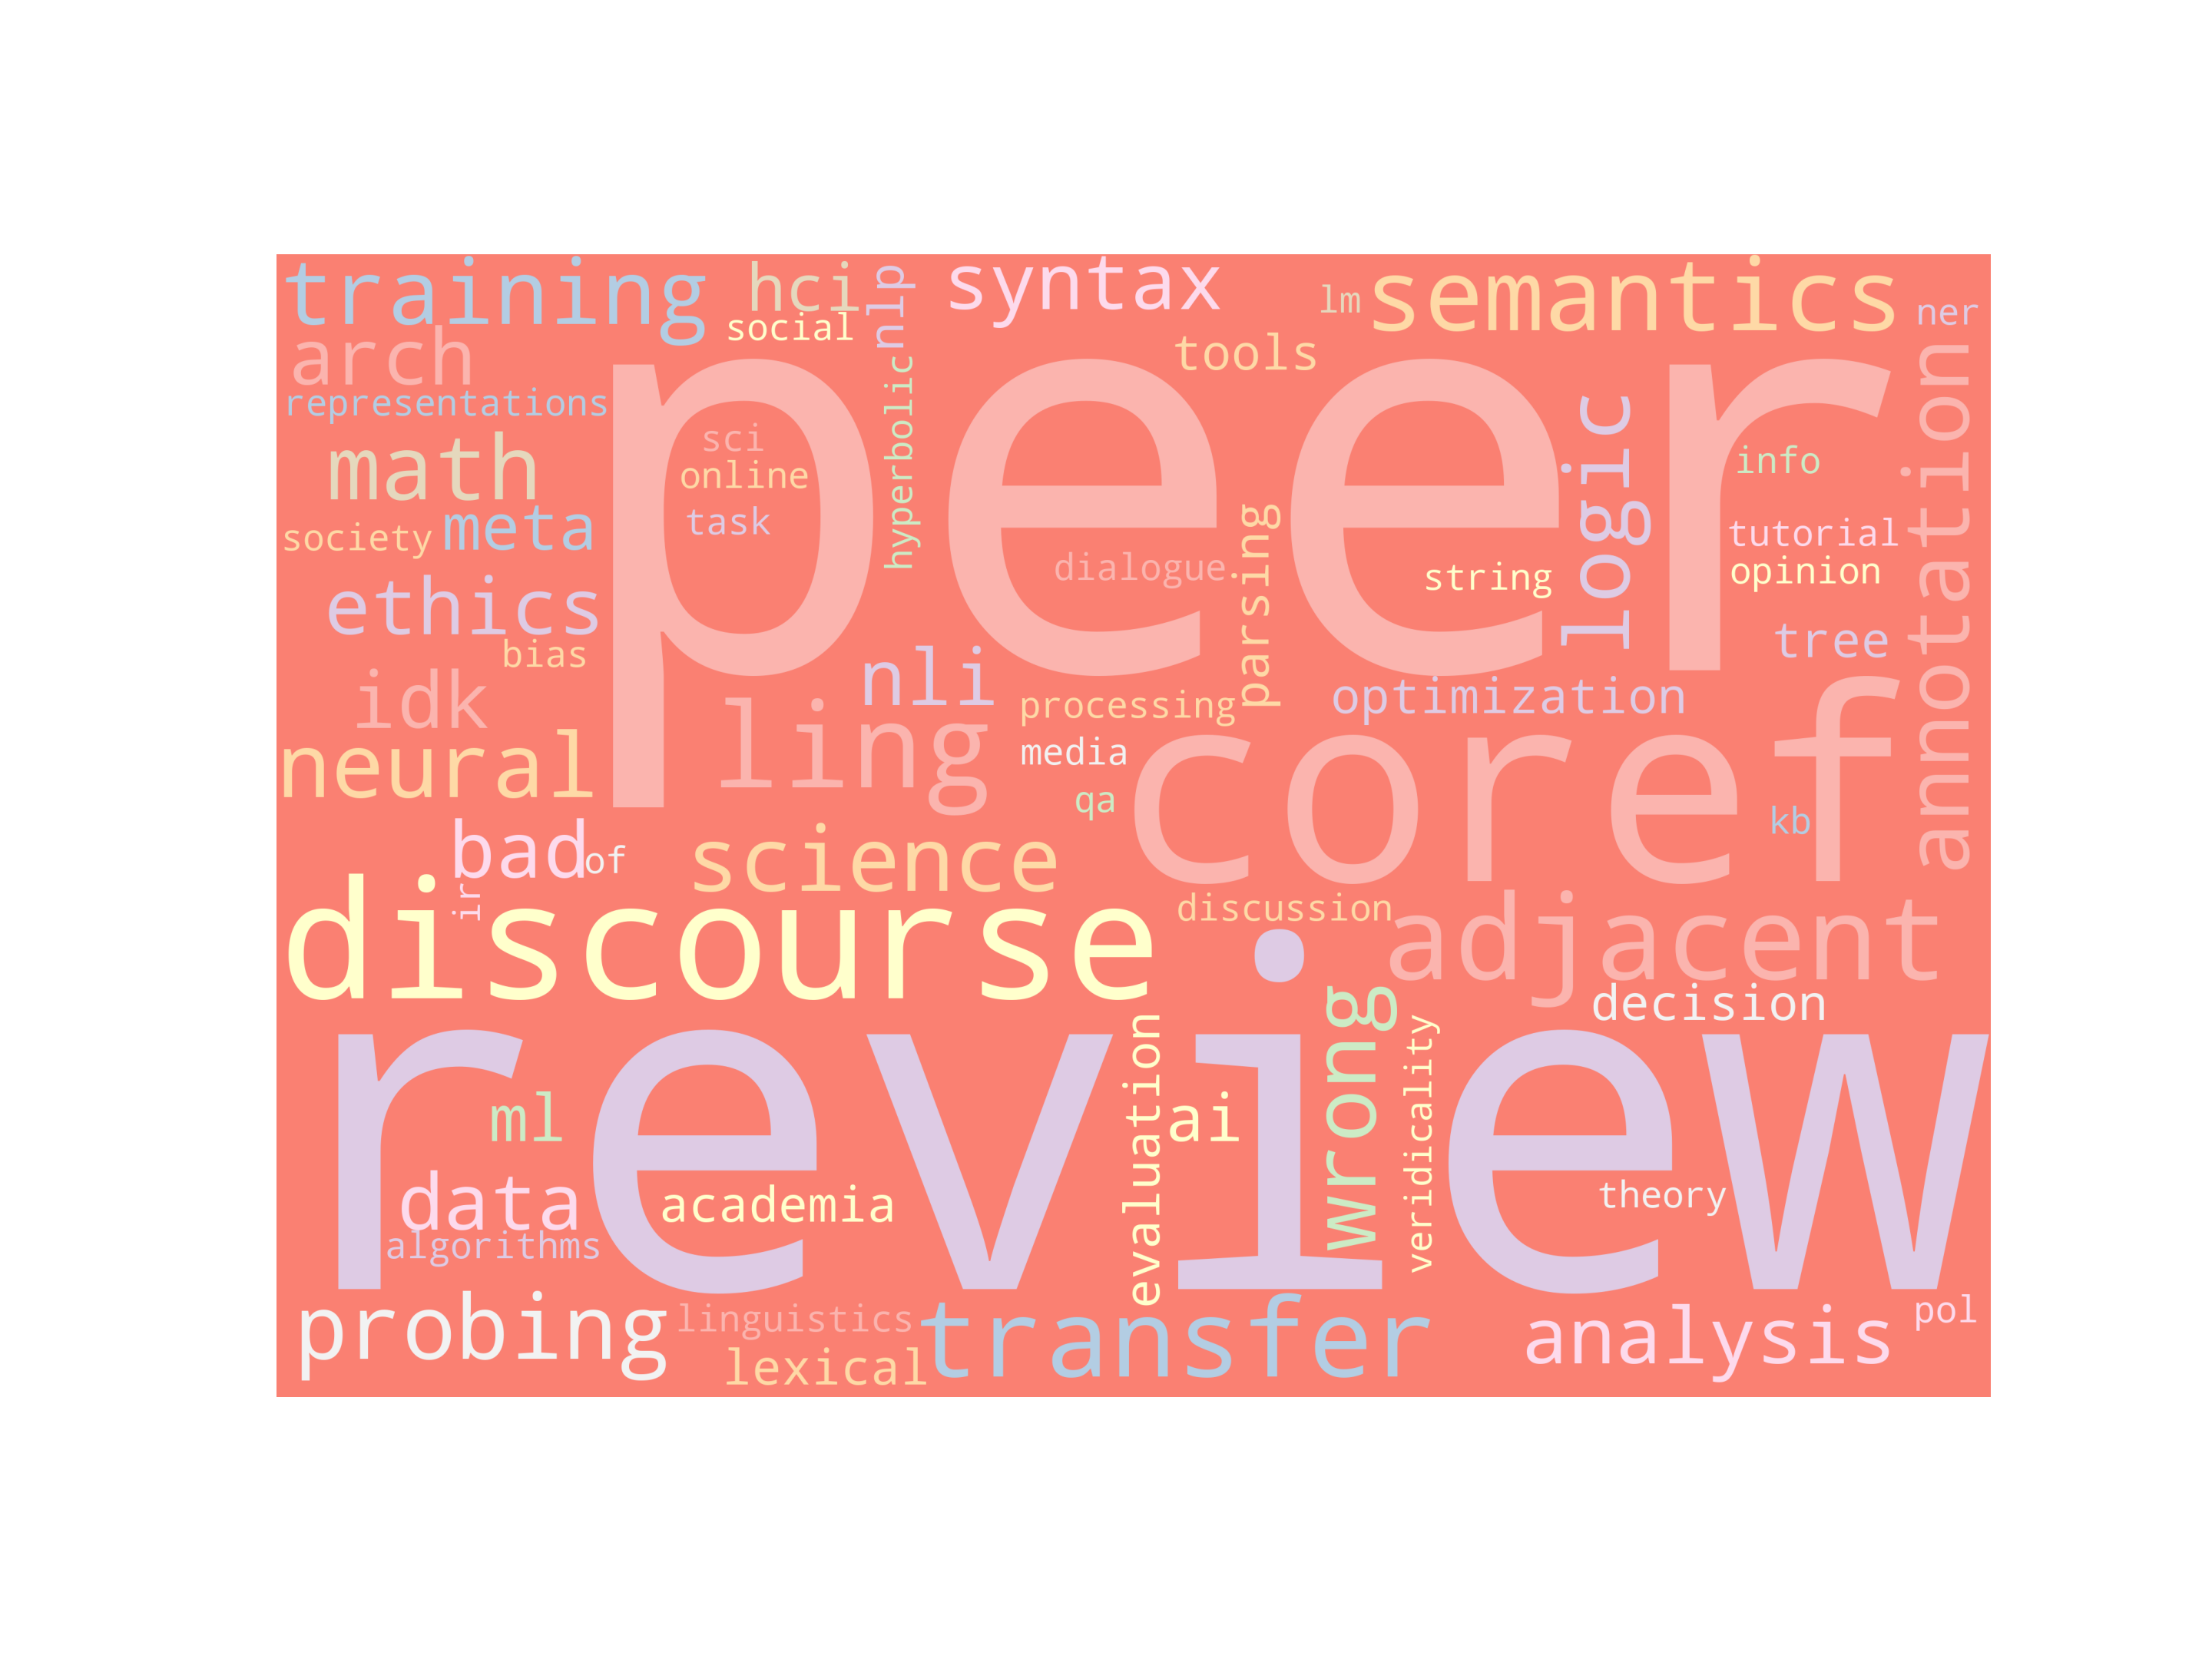 training
hci
nlp
syntax
lm
semantics
ner
social
tools
arch
representations
hyperbolic
peer
logic
annotation
math
sci
online
task
info
society
meta
dialogue
parsing
string
tutorial
opinion
ethics
bias
tree
idk
ling
nli
processing
optimization
neural
media
coref
qa
kb
bad
of
science
ir
discourse
discussion
adjacent
decision
review
wrong
evaluation
veridicality
ml
ai
data
academia
theory
algorithms
probing
linguistics
lexical
transfer
analysis
pol